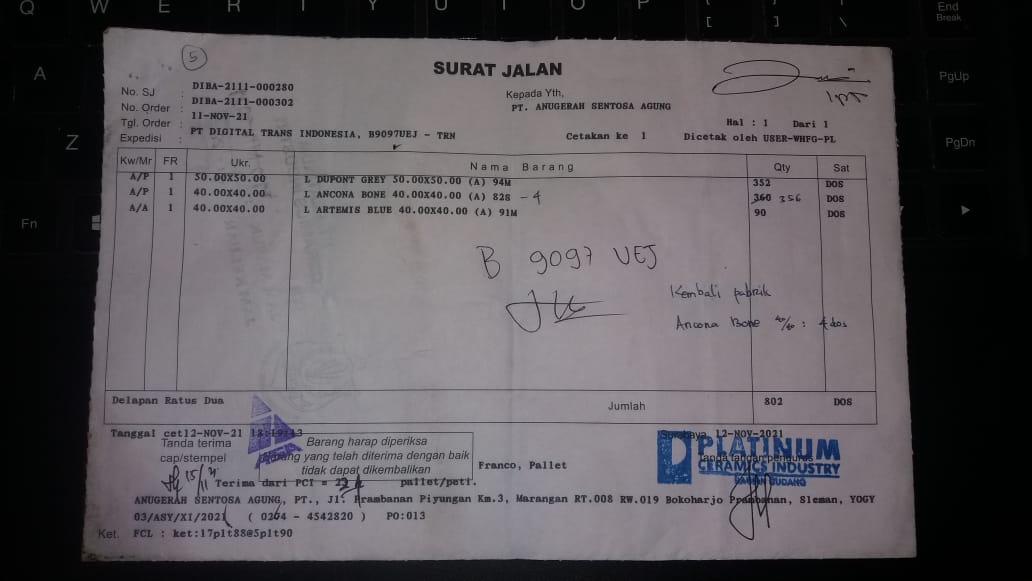 Q W E R T Y U I O P [ ] \ End Break
A PgUp
Z PgDn
Fn
5
SURAT JALAN
No. SJ : DIBA-2111-000280
No. Order : DIBA-2111-000302
Tgl. Order : 11-NOV-21
Expedisi : PT DIGITAL TRANS INDONESIA, B9097UEJ - TRN
Kepada Yth,
PT. ANUGERAH SENTOSA AGUNG
Cetakan ke 1
Hal : 1 Dari 1
Dicetak oleh USER-WHFG-PL
Kw/Mr FR Ukr. Nama Barang Qty Sat
A/P 1 50.00X50.00 L DUPONT GREY 50.00X50.00 (A) 94M 352 DOS
A/P 1 40.00X40.00 L ANCONA BONE 40.00X40.00 (A) 82S - 4 360 356 DOS
A/A 1 40.00X40.00 L ARTEMIS BLUE 40.00X40.00 (A) 91M 90 DOS
B 9097 UEJ
Kembali pabrik
Ancona Bone 40/40 : 4 dos
Delapan Ratus Dua Jumlah 802 DOS
Tanggal cet12-NOV-21 18:19:13
Surabaya, 12-NOV-2021
Tanda terima
cap/stempel
Barang harap diperiksa
barang yang telah diterima dengan baik
tidak dapat dikembalikan
Franco, Pallet
Tanda tangan pengurus
PLATINUM
CERAMICS INDUSTRY
BAGIAN GUDANG
15/11
Terima dari PCI = 22 pallet/peti.
ANUGERAH SENTOSA AGUNG, PT., Jl. Prambanan Piyungan Km.3, Marangan RT.008 RW.019 Bokoharjo Prambanan, Sleman, YOGY
03/ASY/XI/2021 ( 0264 - 4542820 ) PO:013
Ket. FCL : ket:17plt88@5plt90